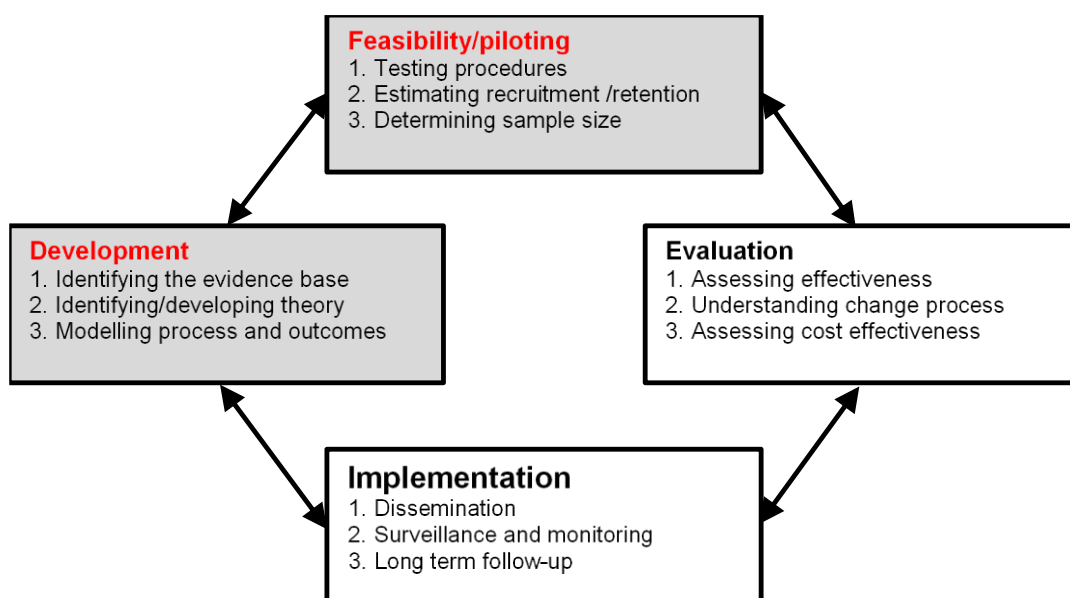 Feasibility/piloting
1. Testing procedures
2. Estimating recruitment /retention
3. Determining sample size
Development
1. Identifying the evidence base
2. Identifying/developing theory
3. Modelling process and outcomes
Evaluation
1. Assessing effectiveness
2. Understanding change process
3. Assessing cost effectiveness
Implementation
1. Dissemination
2. Surveillance and monitoring
3. Long term follow-up